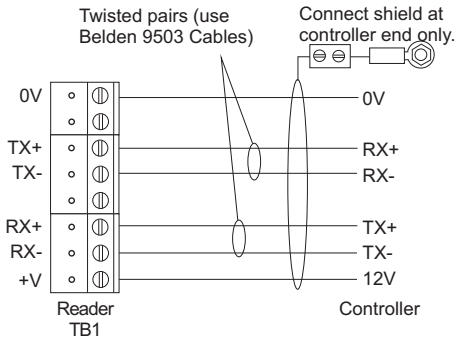 Twisted pairs (use
Belden 9503 Cables)
Connect shield at
controller end only.
0V
0V
TX+
RX+
TX-
RX-
RX+
TX+
RX-
TX-
+V
12V
Reader
TB1
Controller